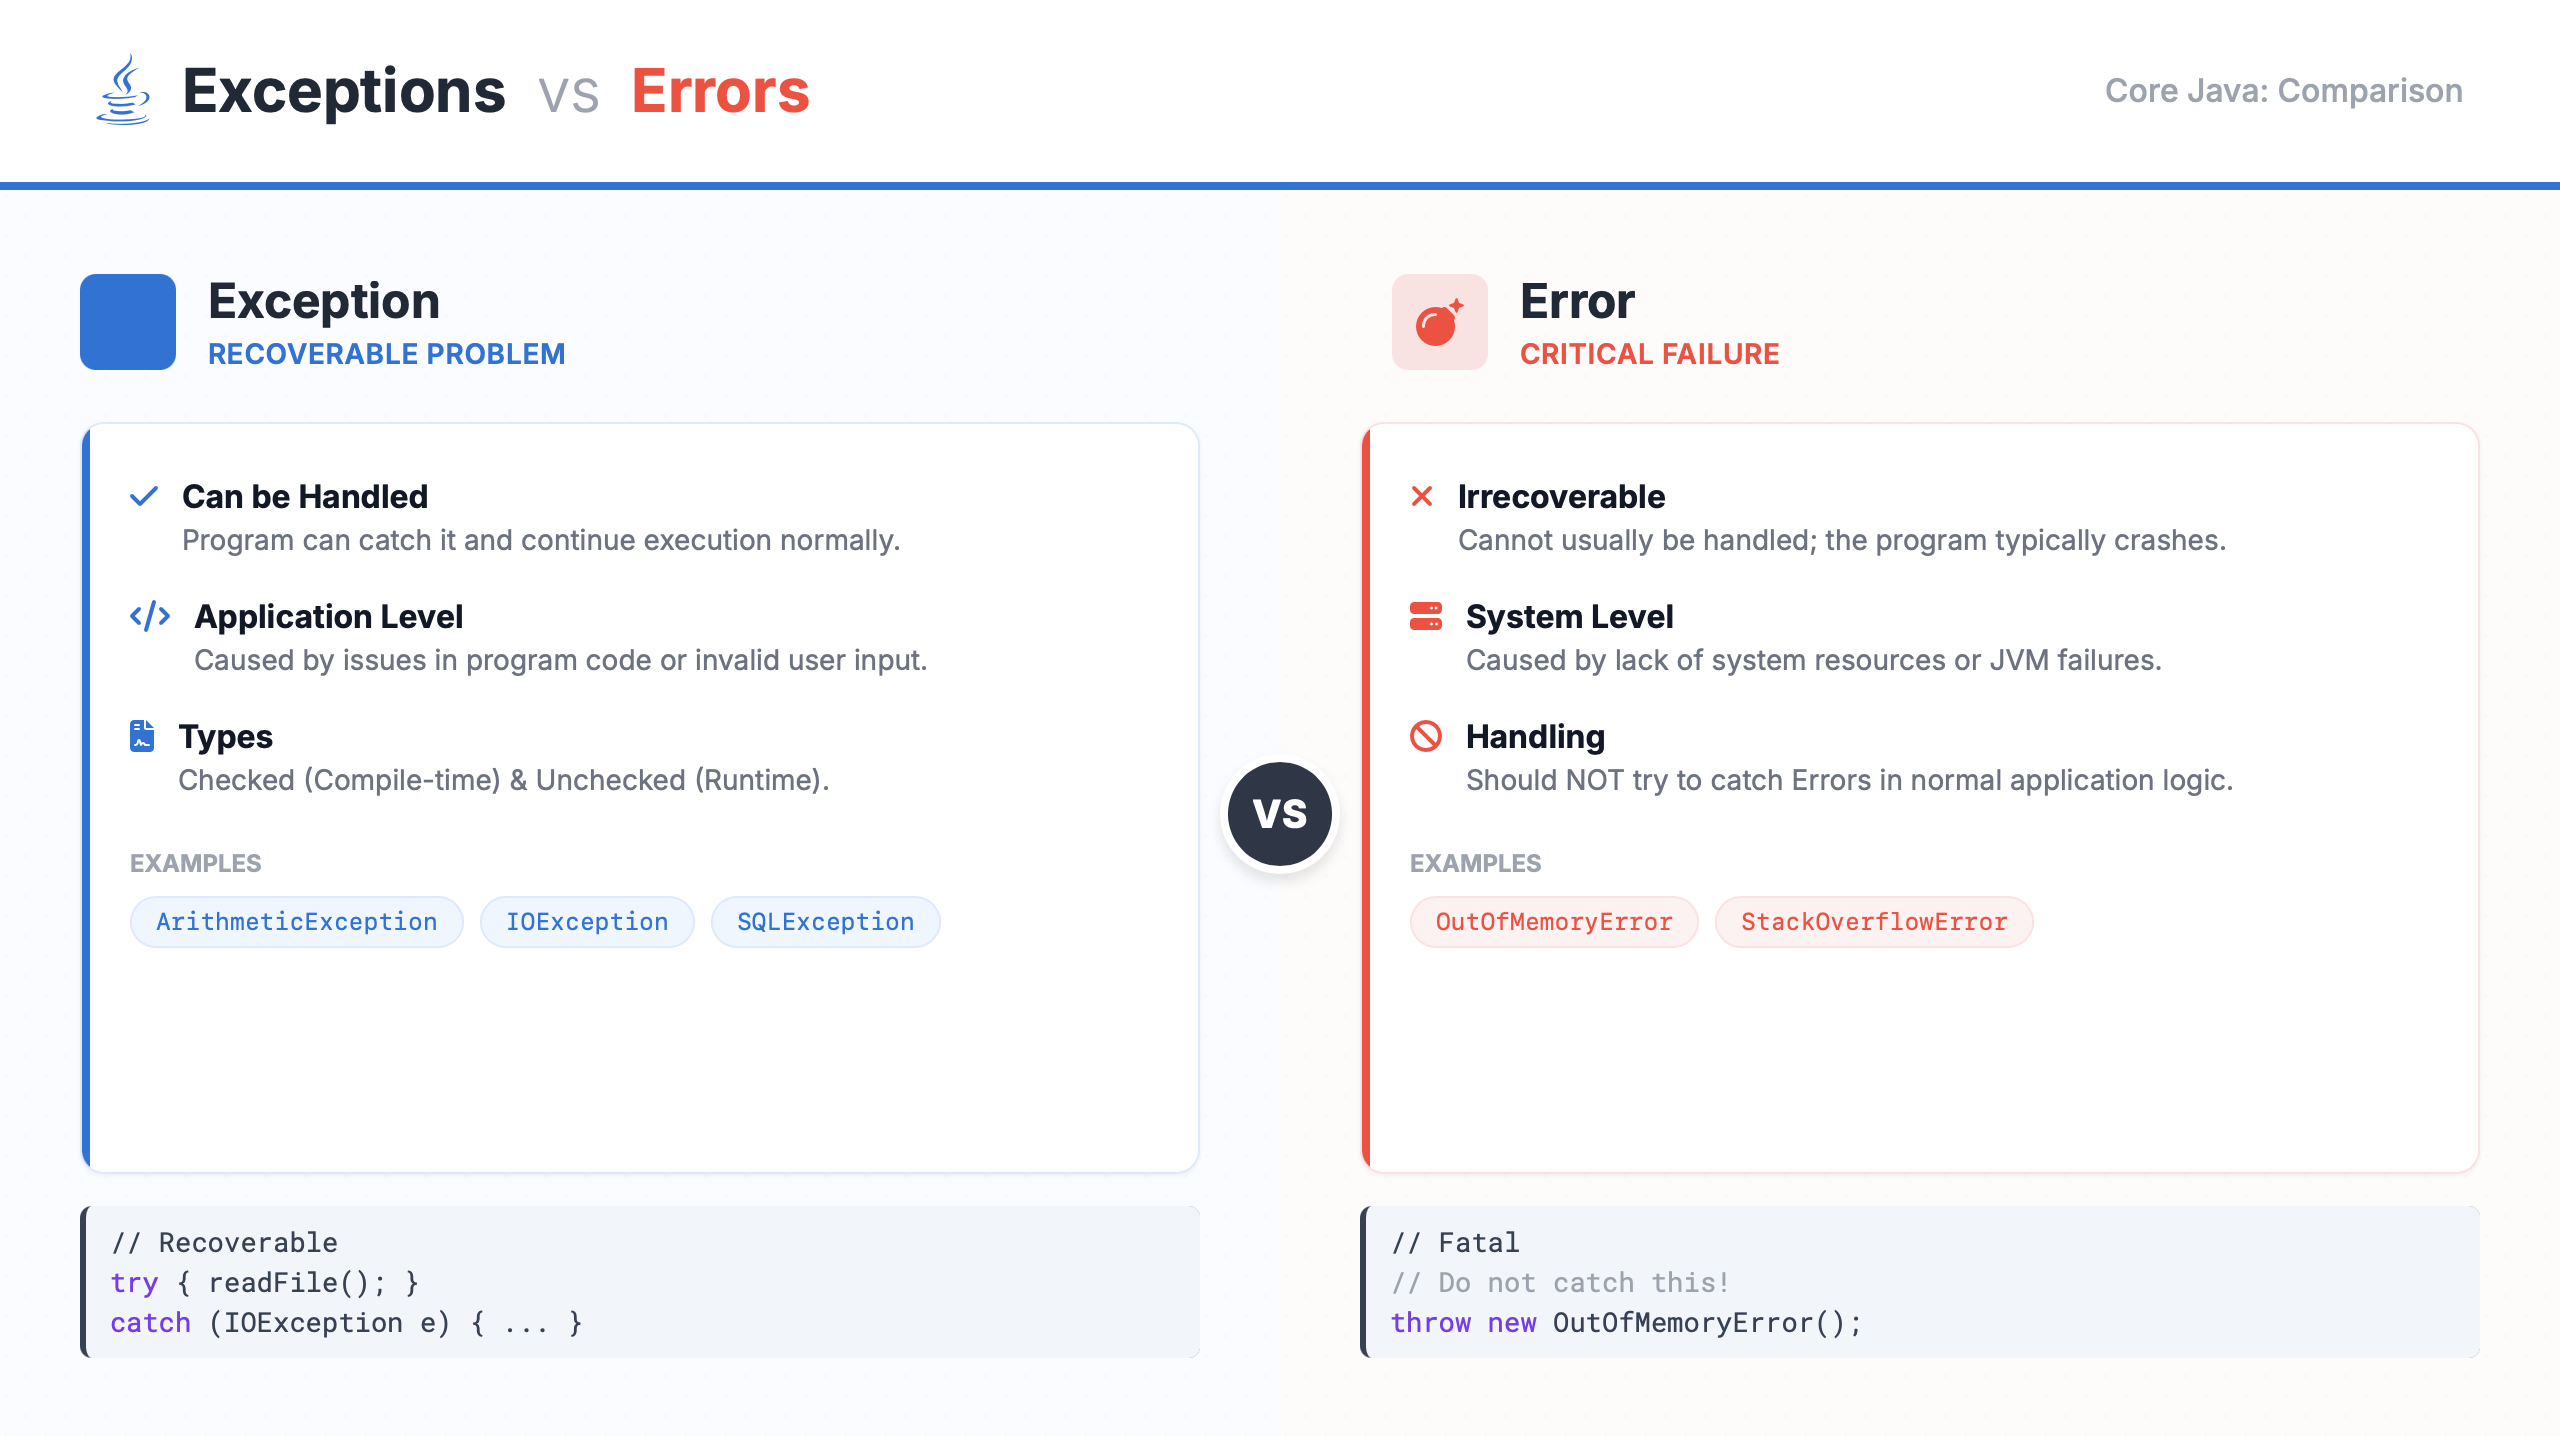 Exceptions vs Errors
Core Java: Comparison
Exception
RECOVERABLE PROBLEM
Can be Handled
Program can catch it and continue execution normally.
Application Level
Caused by issues in program code or invalid user input.
Types
Checked (Compile-time) & Unchecked (Runtime).
EXAMPLES
ArithmeticException IOException SQLException
// Recoverable
try { readFile(); }
catch (IOException e) { ... }
VS
Error
CRITICAL FAILURE
Irrecoverable
Cannot usually be handled; the program typically crashes.
System Level
Caused by lack of system resources or JVM failures.
Handling
Should NOT try to catch Errors in normal application logic.
EXAMPLES
OutOfMemoryError StackOverflowError
// Fatal
// Do not catch this!
throw new OutOfMemoryError();